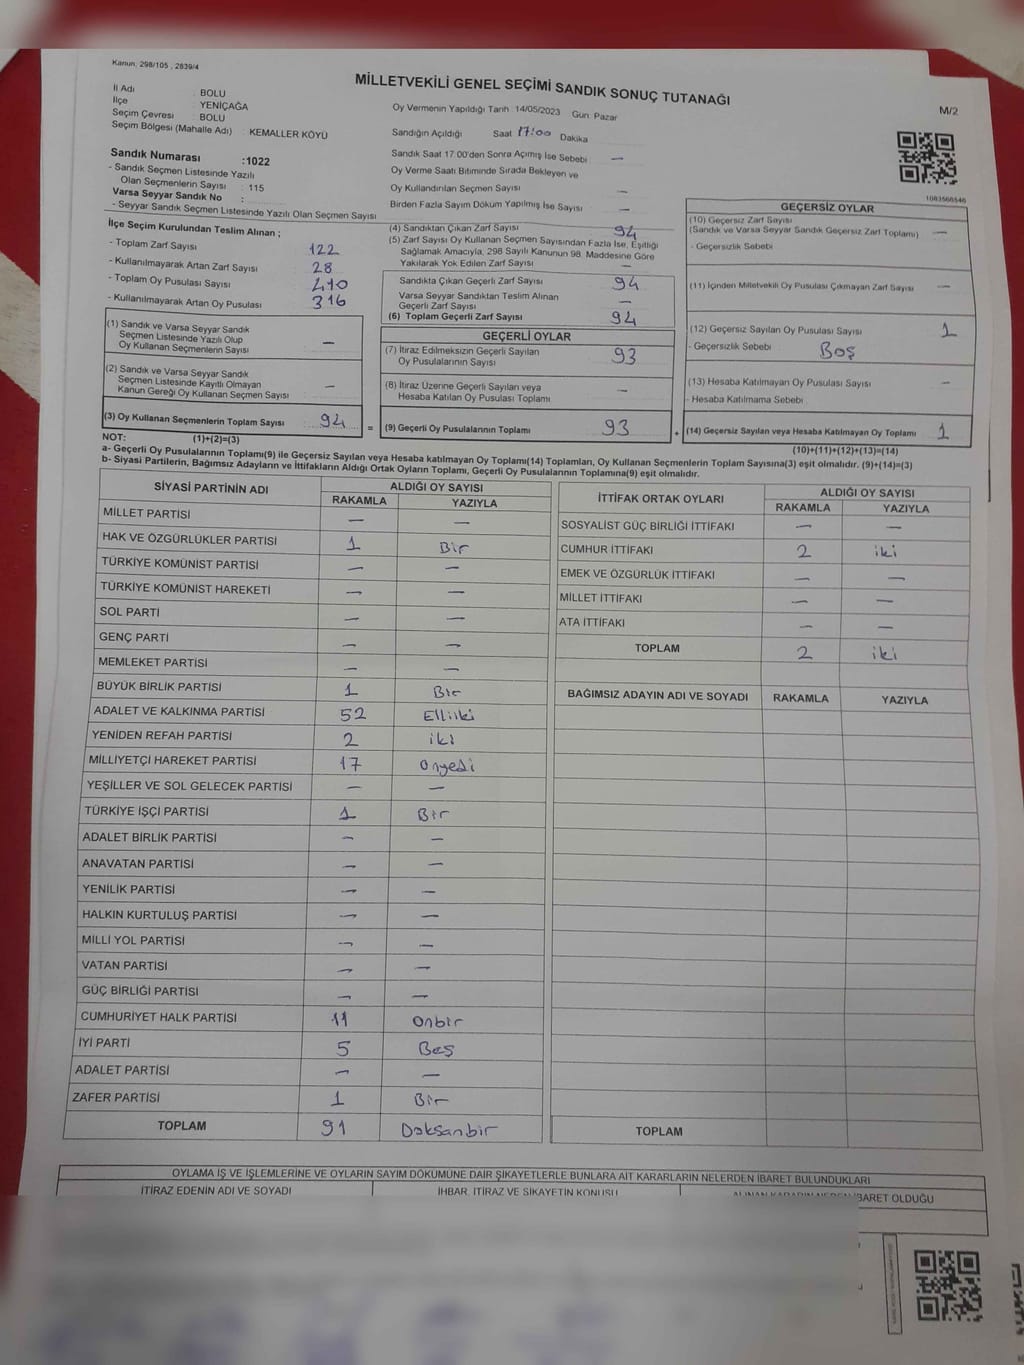 Kanun; 298/105 , 2839/4
MİLLETVEKİLİ GENEL SEÇİMİ SANDIK SONUÇ TUTANAĞI
M/2
İl Adı : BOLU
İlçe : YENİÇAĞA
Seçim Çevresi : BOLU
Seçim Bölgesi (Mahalle Adı) : KEMALLER KÖYÜ
Sandık Numarası :1022
- Sandık Seçmen Listesinde Yazılı
Olan Seçmenlerin Sayısı : 115
Varsa Seyyar Sandık No :
- Seyyar Sandık Seçmen Listesinde Yazılı Olan Seçmen Sayısı
Oy Vermenin Yapıldığı Tarih 14/05/2023 Gün: Pazar
Sandığın Açıldığı Saat 17:00 Dakika
Sandık Saat 17:00'den Sonra Açımış İse Sebebi —
Oy Verme Saati Bitiminde Sırada Bekleyen ve
Oy Kullandırılan Seçmen Sayısı —
Birden Fazla Sayım Döküm Yapılmış İse Sayısı —
1083566546
İlçe Seçim Kurulundan Teslim Alınan ;
- Toplam Zarf Sayısı 122
- Kullanılmayarak Artan Zarf Sayısı 28
- Toplam Oy Pusulası Sayısı 410
- Kullanılmayarak Artan Oy Pusulası 316
(1) Sandık ve Varsa Seyyar Sandık
Seçmen Listesinde Yazılı Olup
Oy Kullanan Seçmenlerin Sayısı —
(2) Sandık ve Varsa Seyyar Sandık
Seçmen Listesinde Kayıtlı Olmayan
Kanun Gereği Oy Kullanan Seçmen Sayısı —
(3) Oy Kullanan Seçmenlerin Toplam Sayısı 94
(1)+(2)=(3)
(4) Sandıktan Çıkan Zarf Sayısı 94
(5) Zarf Sayısı Oy Kullanan Seçmen Sayısından Fazla İse, Eşitliği
Sağlamak Amacıyla, 298 Sayılı Kanunun 98. Maddesine Göre
Yakılarak Yok Edilen Zarf Sayısı —
Sandıkta Çıkan Geçerli Zarf Sayısı 94
Varsa Seyyar Sandıktan Teslim Alınan
Geçerli Zarf Sayısı —
(6) Toplam Geçerli Zarf Sayısı 94
GEÇERLİ OYLAR
(7) İtiraz Edilmeksizin Geçerli Sayılan
Oy Pusulalarının Sayısı 93
(8) İtiraz Üzerine Geçerli Sayılan veya
Hesaba Katılan Oy Pusulası Toplamı —
= (9) Geçerli Oy Pusulalarının Toplamı 93
GEÇERSİZ OYLAR
(10) Geçersiz Zarf Sayısı
(Sandık ve Varsa Seyyar Sandık Geçersiz Zarf Toplamı) —
- Geçersizlik Sebebi
(11) İçinden Milletvekili Oy Pusulası Çıkmayan Zarf Sayısı —
(12) Geçersiz Sayılan Oy Pusulası Sayısı 1
- Geçersizlik Sebebi Boş
(13) Hesaba Katılmayan Oy Pusulası Sayısı —
- Hesaba Katılmama Sebebi
+ (14) Geçersiz Sayılan veya Hesaba Katılmayan Oy Toplamı 1
(10)+(11)+(12)+(13)=(14)
NOT:
a- Geçerli Oy Pusulalarının Toplamı(9) ile Geçersiz Sayılan veya Hesaba katılmayan Oy Toplamı(14) Toplamları, Oy Kullanan Seçmenlerin Toplam Sayısına(3) eşit olmalıdır. (9)+(14)=(3)
b- Siyasi Partilerin, Bağımsız Adayların ve İttifakların Aldığı Ortak Oyların Toplamı, Geçerli Oy Pusulalarının Toplamına(9) eşit olmalıdır.
SİYASİ PARTİNİN ADI ALDIĞI OY SAYISI
RAKAMLA YAZIYLA
MİLLET PARTİSİ — —
HAK VE ÖZGÜRLÜKLER PARTİSİ 1 Bir
TÜRKİYE KOMÜNİST PARTİSİ — —
TÜRKİYE KOMÜNİST HAREKETİ — —
SOL PARTİ — —
GENÇ PARTİ — —
MEMLEKET PARTİSİ — —
BÜYÜK BİRLİK PARTİSİ 1 Bir
ADALET VE KALKINMA PARTİSİ 52 Elliiki
YENİDEN REFAH PARTİSİ 2 iki
MİLLİYETÇİ HAREKET PARTİSİ 17 Onyedi
YEŞİLLER VE SOL GELECEK PARTİSİ — —
TÜRKİYE İŞÇİ PARTİSİ 1 Bir
ADALET BİRLİK PARTİSİ — —
ANAVATAN PARTİSİ — —
YENİLİK PARTİSİ — —
HALKIN KURTULUŞ PARTİSİ — —
MİLLİ YOL PARTİSİ — —
VATAN PARTİSİ — —
GÜÇ BİRLİĞİ PARTİSİ — —
CUMHURİYET HALK PARTİSİ 11 Onbir
İYİ PARTİ 5 Beş
ADALET PARTİSİ — —
ZAFER PARTİSİ 1 Bir
TOPLAM 91 Doksanbir
İTTİFAK ORTAK OYLARI ALDIĞI OY SAYISI
RAKAMLA YAZIYLA
SOSYALİST GÜÇ BİRLİĞİ İTTİFAKI — —
CUMHUR İTTİFAKI 2 iki
EMEK VE ÖZGÜRLÜK İTTİFAKI — —
MİLLET İTTİFAKI — —
ATA İTTİFAKI — —
TOPLAM 2 iki
BAĞIMSIZ ADAYIN ADI VE SOYADI RAKAMLA YAZIYLA
TOPLAM
OYLAMA İŞ VE İŞLEMLERİNE VE OYLARIN SAYIM DÖKÜMÜNE DAİR ŞİKAYETLERLE BUNLARA AİT KARARLARIN NELERDEN İBARET BULUNDUKLARI
İTİRAZ EDENİN ADI VE SOYADI İHBAR, İTİRAZ VE ŞİKAYETİN KONUSU ALINAN KARARIN NEDEN İBARET OLDUĞU